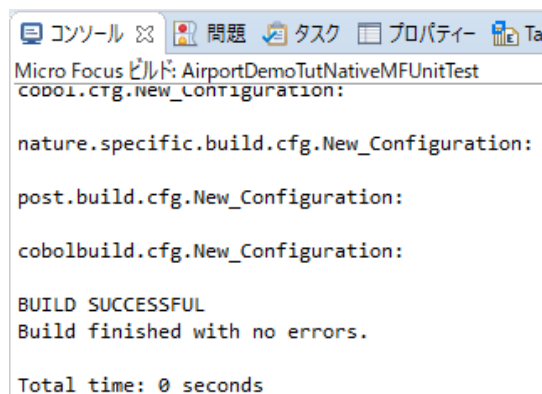 コンソール 問題 タスク プロパティー Ta
Micro Focus ビルド: AirportDemoTutNativeMFUnitTest
cobol.cfg.New_Configuration:
nature.specific.build.cfg.New_Configuration:
post.build.cfg.New_Configuration:
cobolbuild.cfg.New_Configuration:
BUILD SUCCESSFUL
Build finished with no errors.
Total time: 0 seconds